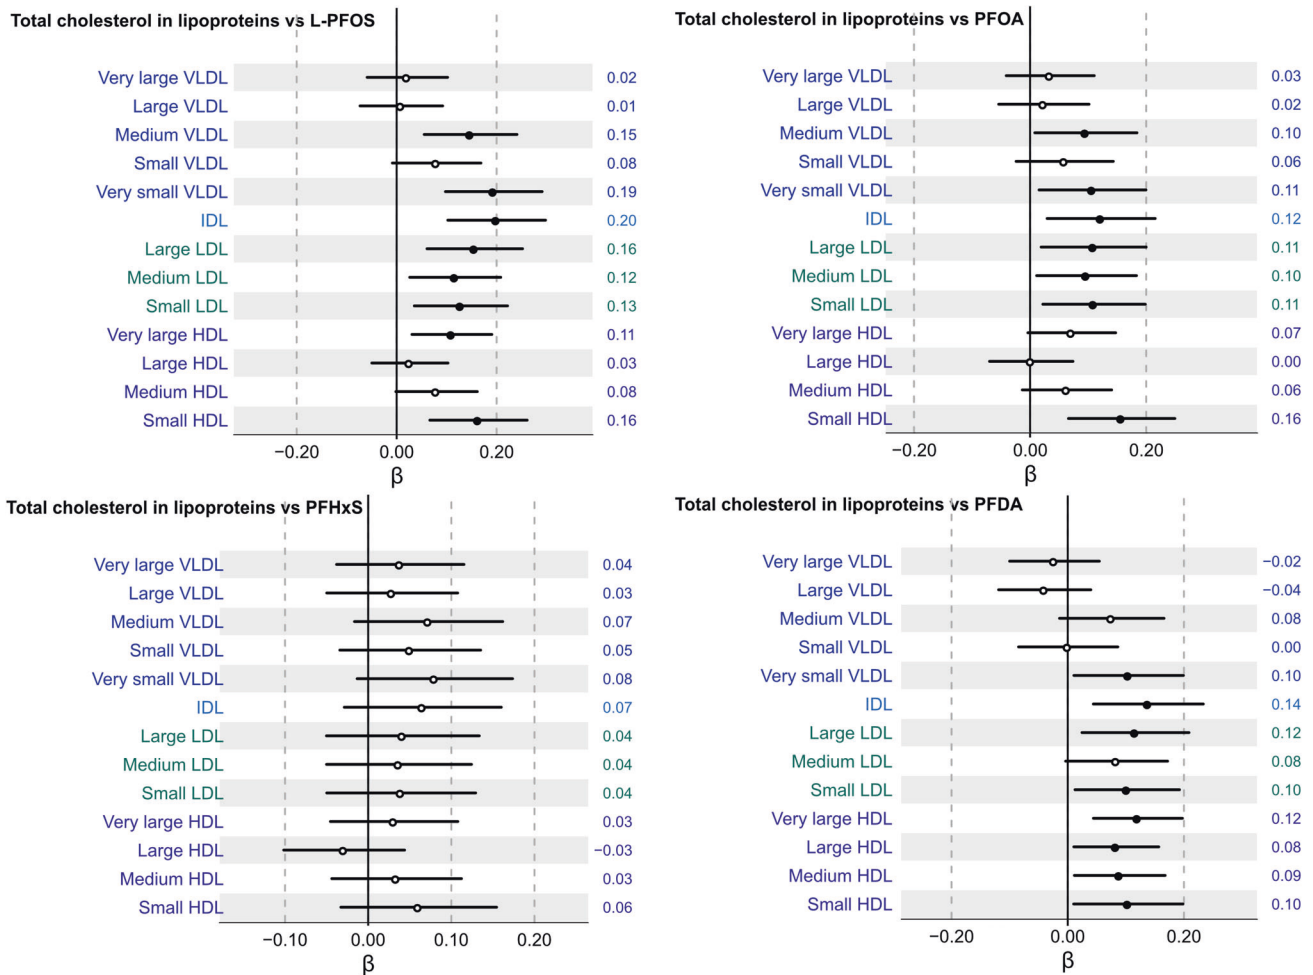 Total cholesterol in lipoproteins vs L-PFOS
Very large VLDL 0.02
Large VLDL 0.01
Medium VLDL 0.15
Small VLDL 0.08
Very small VLDL 0.19
IDL 0.20
Large LDL 0.16
Medium LDL 0.12
Small LDL 0.13
Very large HDL 0.11
Large HDL 0.03
Medium HDL 0.08
Small HDL 0.16
−0.20 0.00 0.20
β
Total cholesterol in lipoproteins vs PFOA
Very large VLDL 0.03
Large VLDL 0.02
Medium VLDL 0.10
Small VLDL 0.06
Very small VLDL 0.11
IDL 0.12
Large LDL 0.11
Medium LDL 0.10
Small LDL 0.11
Very large HDL 0.07
Large HDL 0.00
Medium HDL 0.06
Small HDL 0.16
−0.20 0.00 0.20
β
Total cholesterol in lipoproteins vs PFHxS
Very large VLDL 0.04
Large VLDL 0.03
Medium VLDL 0.07
Small VLDL 0.05
Very small VLDL 0.08
IDL 0.07
Large LDL 0.04
Medium LDL 0.04
Small LDL 0.04
Very large HDL 0.03
Large HDL −0.03
Medium HDL 0.03
Small HDL 0.06
−0.10 0.00 0.10 0.20
β
Total cholesterol in lipoproteins vs PFDA
Very large VLDL −0.02
Large VLDL −0.04
Medium VLDL 0.08
Small VLDL 0.00
Very small VLDL 0.10
IDL 0.14
Large LDL 0.12
Medium LDL 0.08
Small LDL 0.10
Very large HDL 0.12
Large HDL 0.08
Medium HDL 0.09
Small HDL 0.10
−0.20 0.00 0.20
β